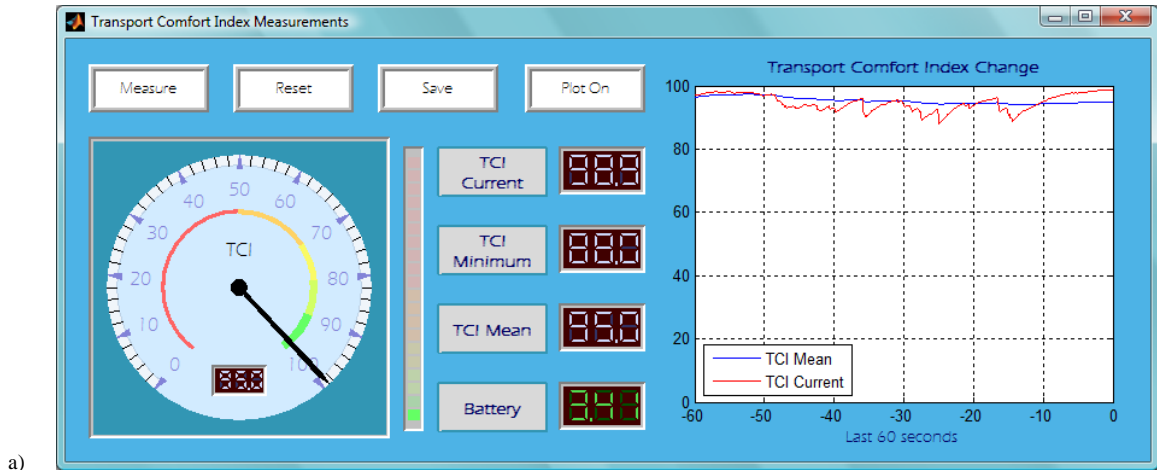 Transport Comfort Index Measurements
Measure
Reset
Save
Plot On
0
10
20
30
40
50
60
70
80
90
100
TCI
TCI
Current
TCI
Minimum
TCI Mean
Battery
3.41
Transport Comfort Index Change
100
80
60
40
20
0
TCI Mean
TCI Current
-60
-50
-40
-30
-20
-10
0
Last 60 seconds
a)